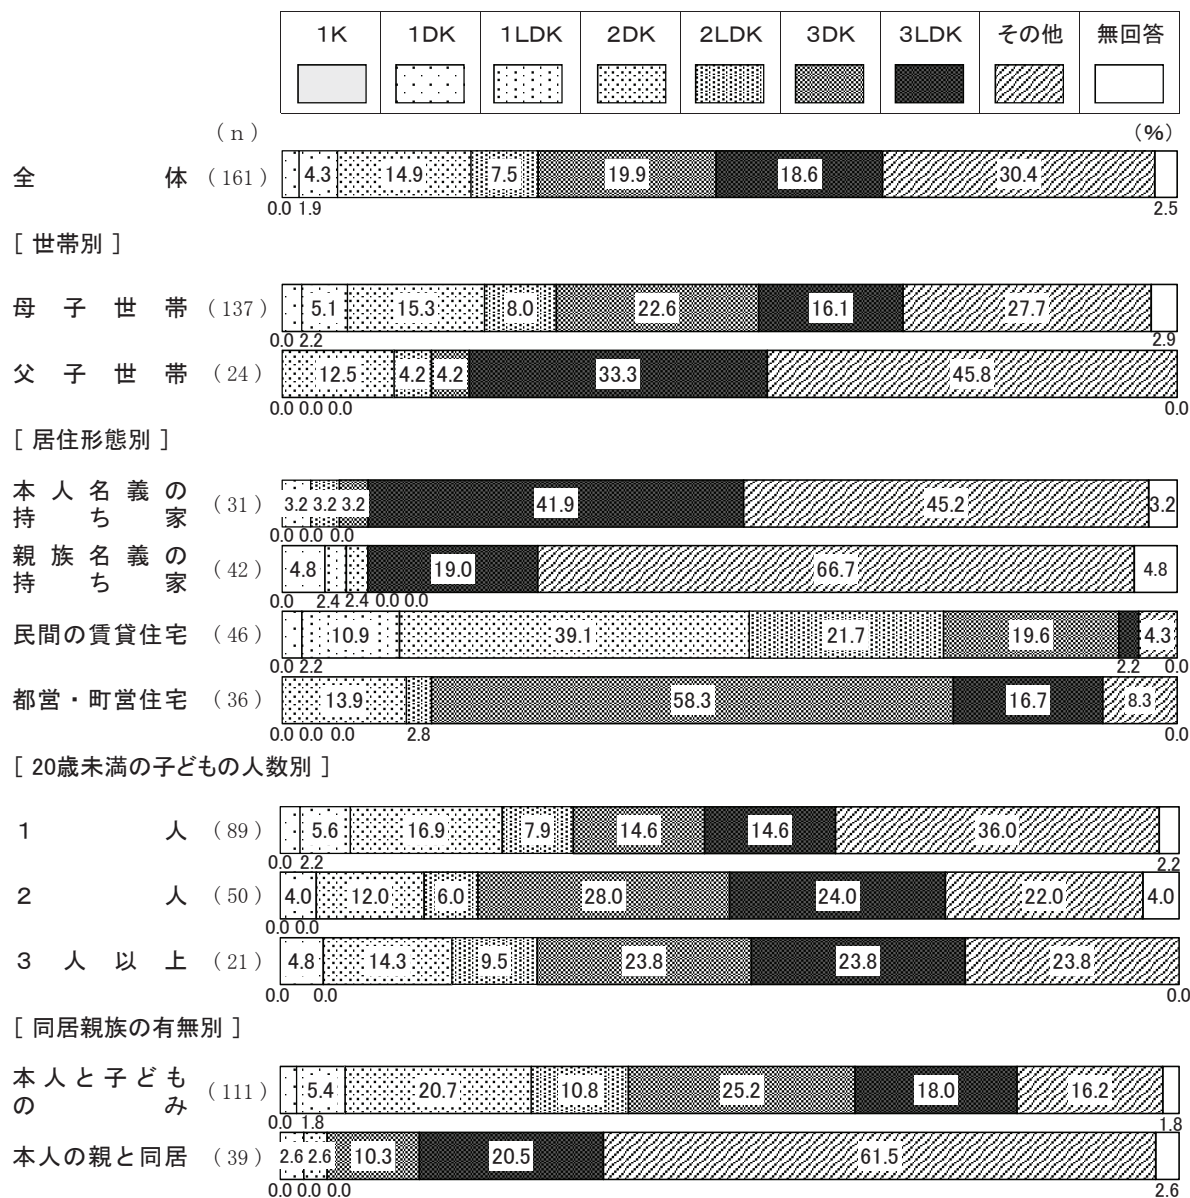 1K 1DK 1LDK 2DK 2LDK 3DK 3LDK その他 無回答
(n) (%)
全体 (161) 4.3 14.9 7.5 19.9 18.6 30.4
0.0 1.9 2.5
[ 世帯別 ]
母子世帯 (137) 5.1 15.3 8.0 22.6 16.1 27.7
0.0 2.2 2.9
父子世帯 (24) 12.5 4.2 4.2 33.3 45.8
0.0 0.0 0.0 0.0
[ 居住形態別 ]
本人名義の
持ち家 (31) 3.2 3.2 3.2 41.9 45.2 3.2
0.0 0.0 0.0
親族名義の
持ち家 (42) 4.8 19.0 66.7 4.8
0.0 2.4 2.4 0.0 0.0
民間の賃貸住宅 (46) 10.9 39.1 21.7 19.6 4.3
0.0 2.2 2.2 0.0
都営・町営住宅 (36) 13.9 58.3 16.7 8.3
0.0 0.0 0.0 2.8 0.0
[ 20歳未満の子どもの人数別 ]
1人 (89) 5.6 16.9 7.9 14.6 14.6 36.0
0.0 2.2 2.2
2人 (50) 4.0 12.0 6.0 28.0 24.0 22.0 4.0
0.0 0.0
3人以上 (21) 4.8 14.3 9.5 23.8 23.8 23.8
0.0 0.0 0.0
[ 同居親族の有無別 ]
本人と子ども
のみ (111) 5.4 20.7 10.8 25.2 18.0 16.2
0.0 1.8 1.8
本人の親と同居 (39) 2.6 2.6 10.3 20.5 61.5
0.0 0.0 0.0 2.6